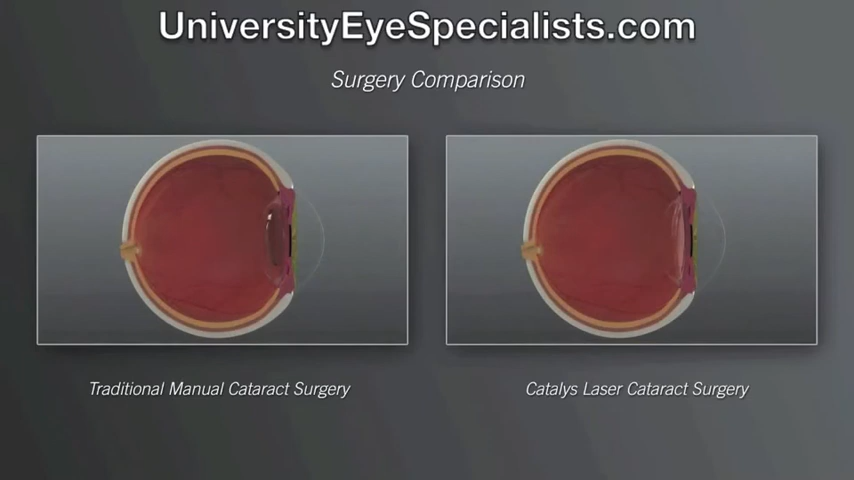 UniversityEyeSpecialists.com
Surgery Comparison
Traditional Manual Cataract Surgery
Catalys Laser Cataract Surgery